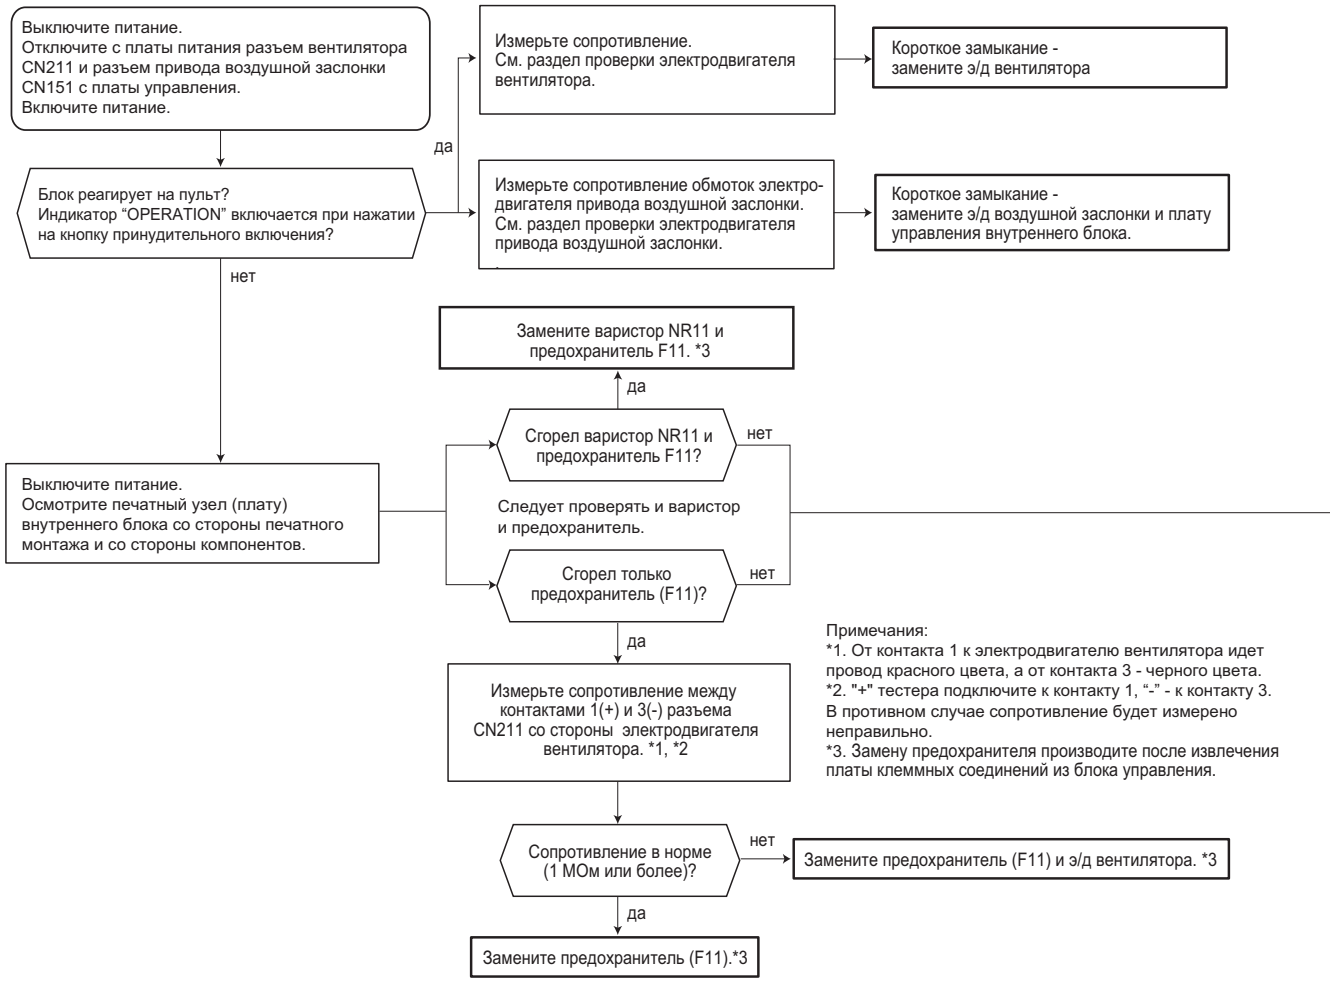 Выключите питание.
Отключите с платы питания разъем вентилятора
CN211 и разъем привода воздушной заслонки
CN151 с платы управления.
Включите питание.
Измерьте сопротивление.
См. раздел проверки электродвигателя
вентилятора.
Короткое замыкание -
замените э/д вентилятора
да
Блок реагирует на пульт?
Индикатор “OPERATION” включается при нажатии
на кнопку принудительного включения?
Измерьте сопротивление обмоток электро-
двигателя привода воздушной заслонки.
См. раздел проверки электродвигателя
привода воздушной заслонки.
.
Короткое замыкание -
замените э/д воздушной заслонки и плату
управления внутреннего блока.
нет
Замените варистор NR11 и
предохранитель F11. *3
да
Сгорел варистор NR11 и
предохранитель F11?
нет
Выключите питание.
Осмотрите печатный узел (плату)
внутреннего блока со стороны печатного
монтажа и со стороны компонентов.
Следует проверять и варистор
и предохранитель.
Сгорел только
предохранитель (F11)?
нет
да
Измерьте сопротивление между
контактами 1(+) и 3(-) разъема
CN211 со стороны электродвигателя
вентилятора. *1, *2
Примечания:
*1. От контакта 1 к электродвигателю вентилятора идет
провод красного цвета, а от контакта 3 - черного цвета.
*2. "+" тестера подключите к контакту 1, “-” - к контакту 3.
В противном случае сопротивление будет измерено
неправильно.
*3. Замену предохранителя производите после извлечения
платы клеммных соединений из блока управления.
Сопротивление в норме
(1 МОм или более)?
нет
Замените предохранитель (F11) и э/д вентилятора. *3
да
Замените предохранитель (F11).*3